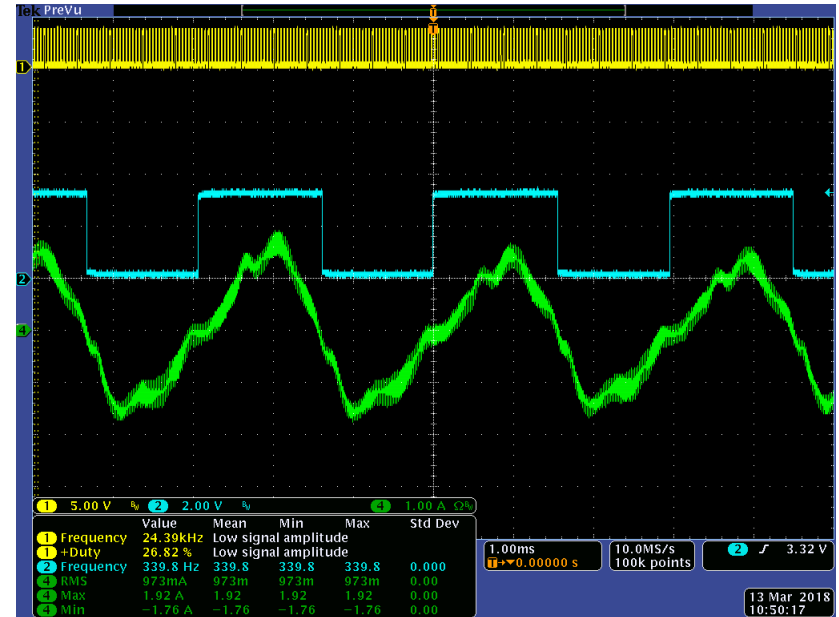 Tek PreVu
T
T
1
2
4
1 5.00 V BW 2 2.00 V BW 4 1.00 A ΩBW
Value Mean Min Max Std Dev
1 Frequency 24.39kHz Low signal amplitude
1 +Duty 26.82 % Low signal amplitude
2 Frequency 339.8 Hz 339.8 339.8 339.8 0.000
4 RMS 973mA 973m 973m 973m 0.00
4 Max 1.92 A 1.92 1.92 1.92 0.00
4 Min −1.76 A −1.76 −1.76 −1.76 0.00
1.00ms
T→▼0.00000 s
10.0MS/s
100k points
2 ʃ 3.32 V
13 Mar 2018
10:50:17